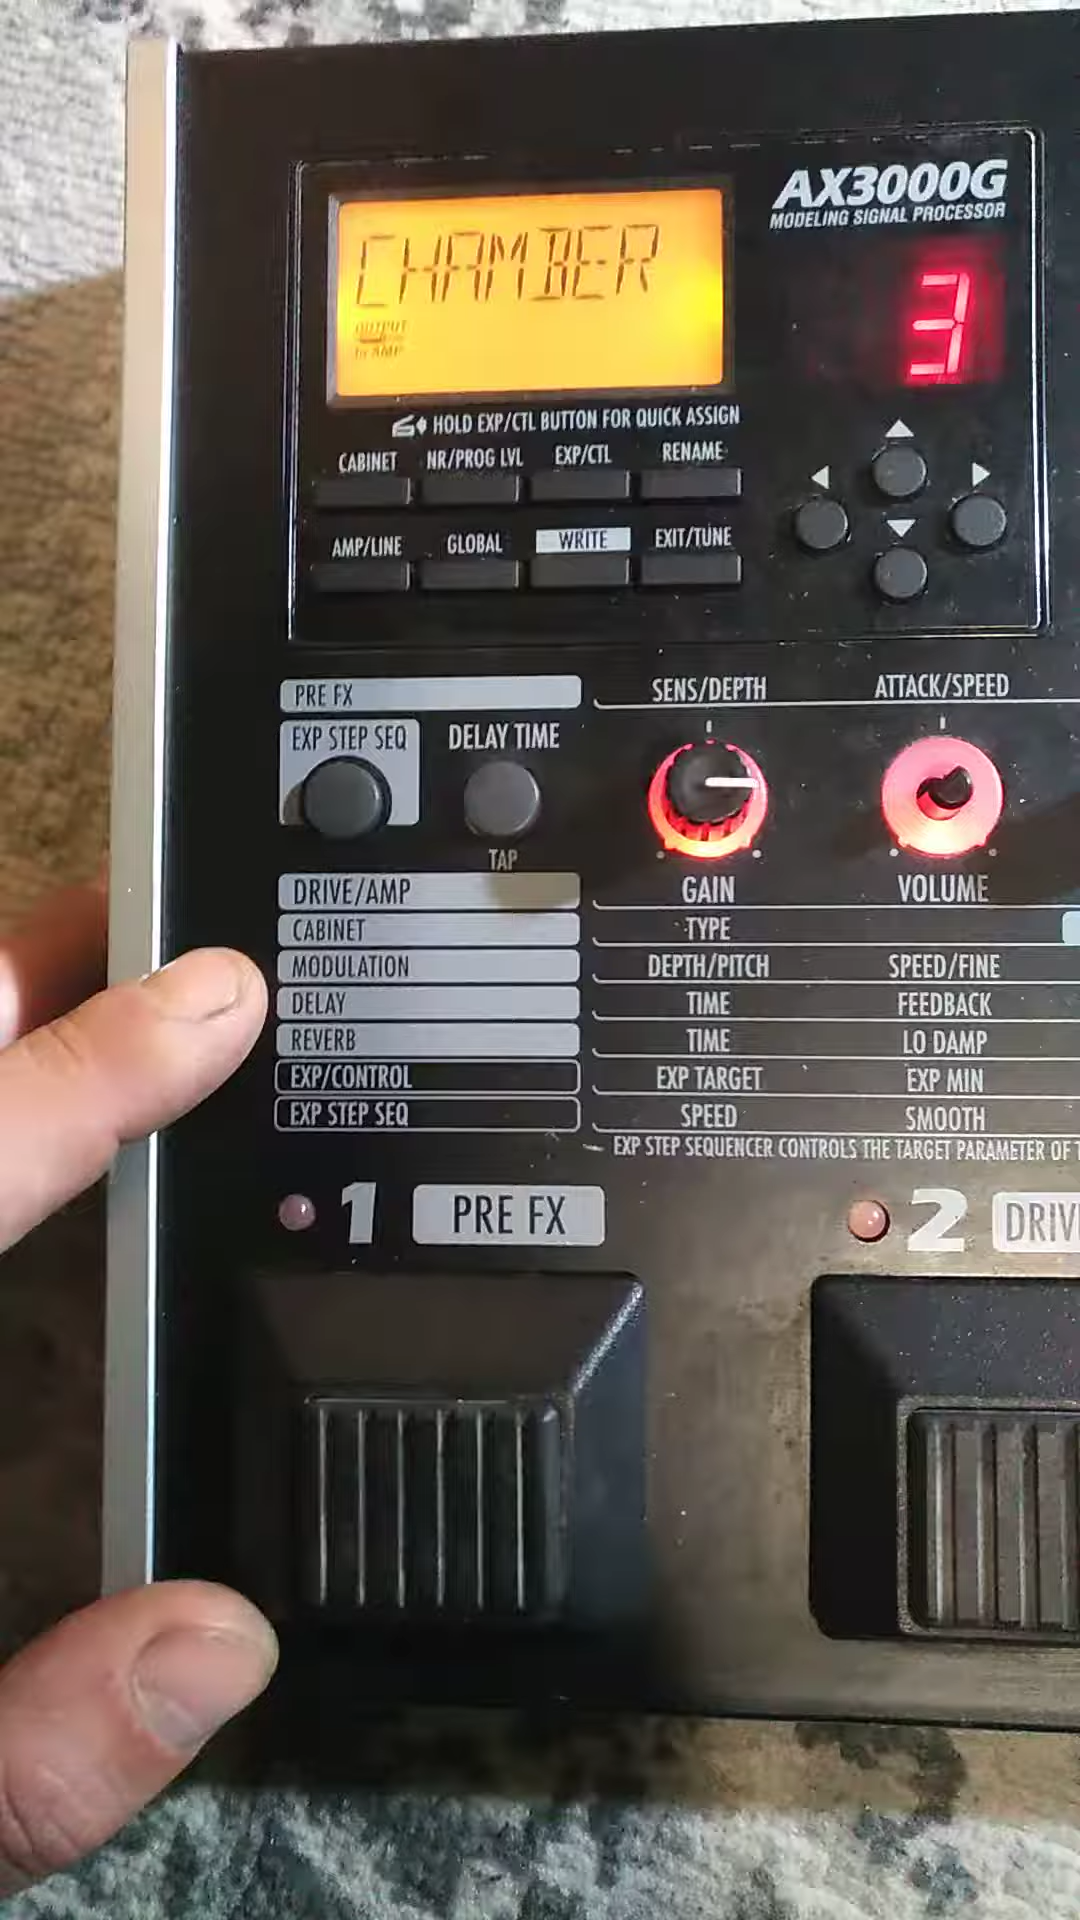 AX3000G
MODELING SIGNAL PROCESSOR
CHAMBER
OUTPUT
to AMP
3
HOLD EXP/CTL BUTTON FOR QUICK ASSIGN
CABINET NR/PROG LVL EXP/CTL RENAME
AMP/LINE GLOBAL WRITE EXIT/TUNE
PRE FX SENS/DEPTH ATTACK/SPEED
EXP STEP SEQ DELAY TIME
TAP
DRIVE/AMP GAIN VOLUME
CABINET TYPE
MODULATION DEPTH/PITCH SPEED/FINE
DELAY TIME FEEDBACK
REVERB TIME LO DAMP
EXP/CONTROL EXP TARGET EXP MIN
EXP STEP SEQ SPEED SMOOTH
EXP STEP SEQUENCER CONTROLS THE TARGET PARAMETER OF T
1 PRE FX 2 DRIV